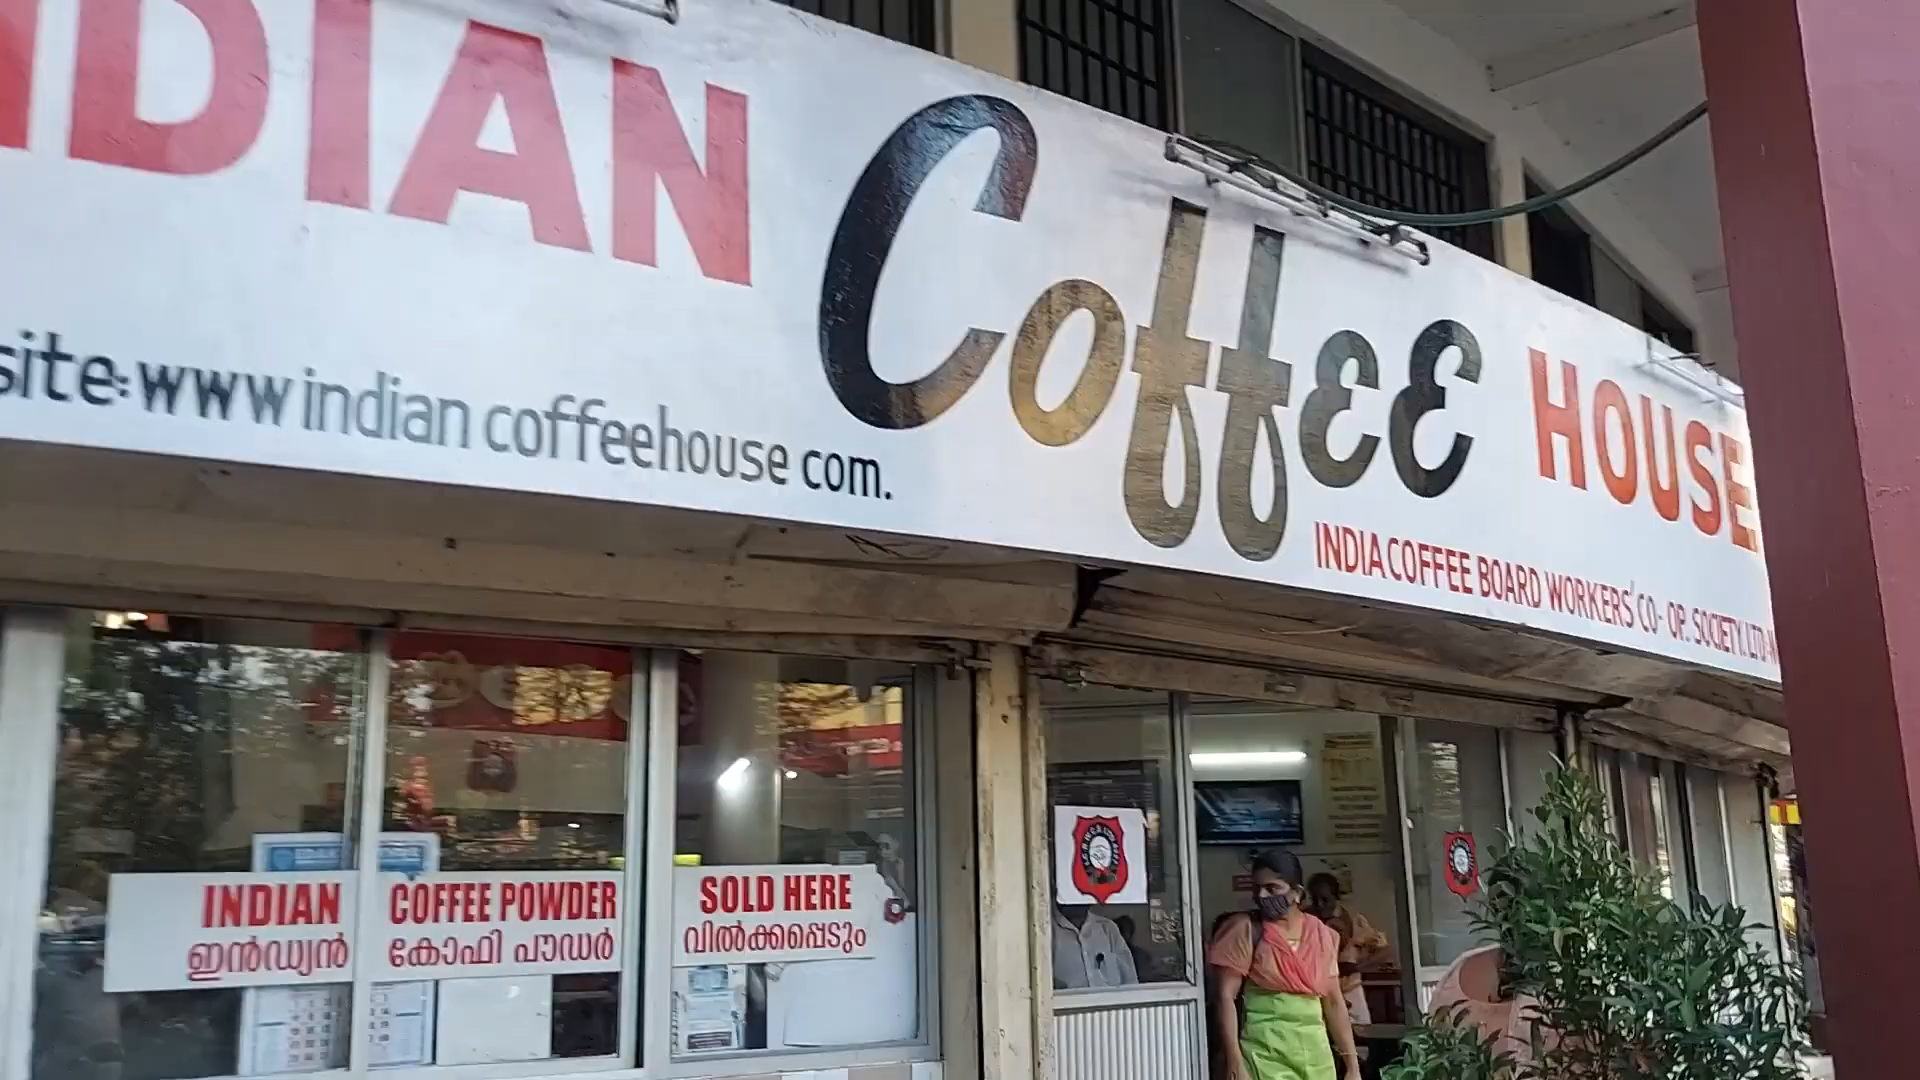 INDIAN Coffee HOUSE
site: www indian coffeehouse com.
INDIA COFFEE BOARD WORKERS' CO- OP. SOCIETY. LTD
INDIAN COFFEE POWDER SOLD HERE
ഇൻഡ്യൻ കോഫി പൗഡർ വിൽക്കപ്പെടും